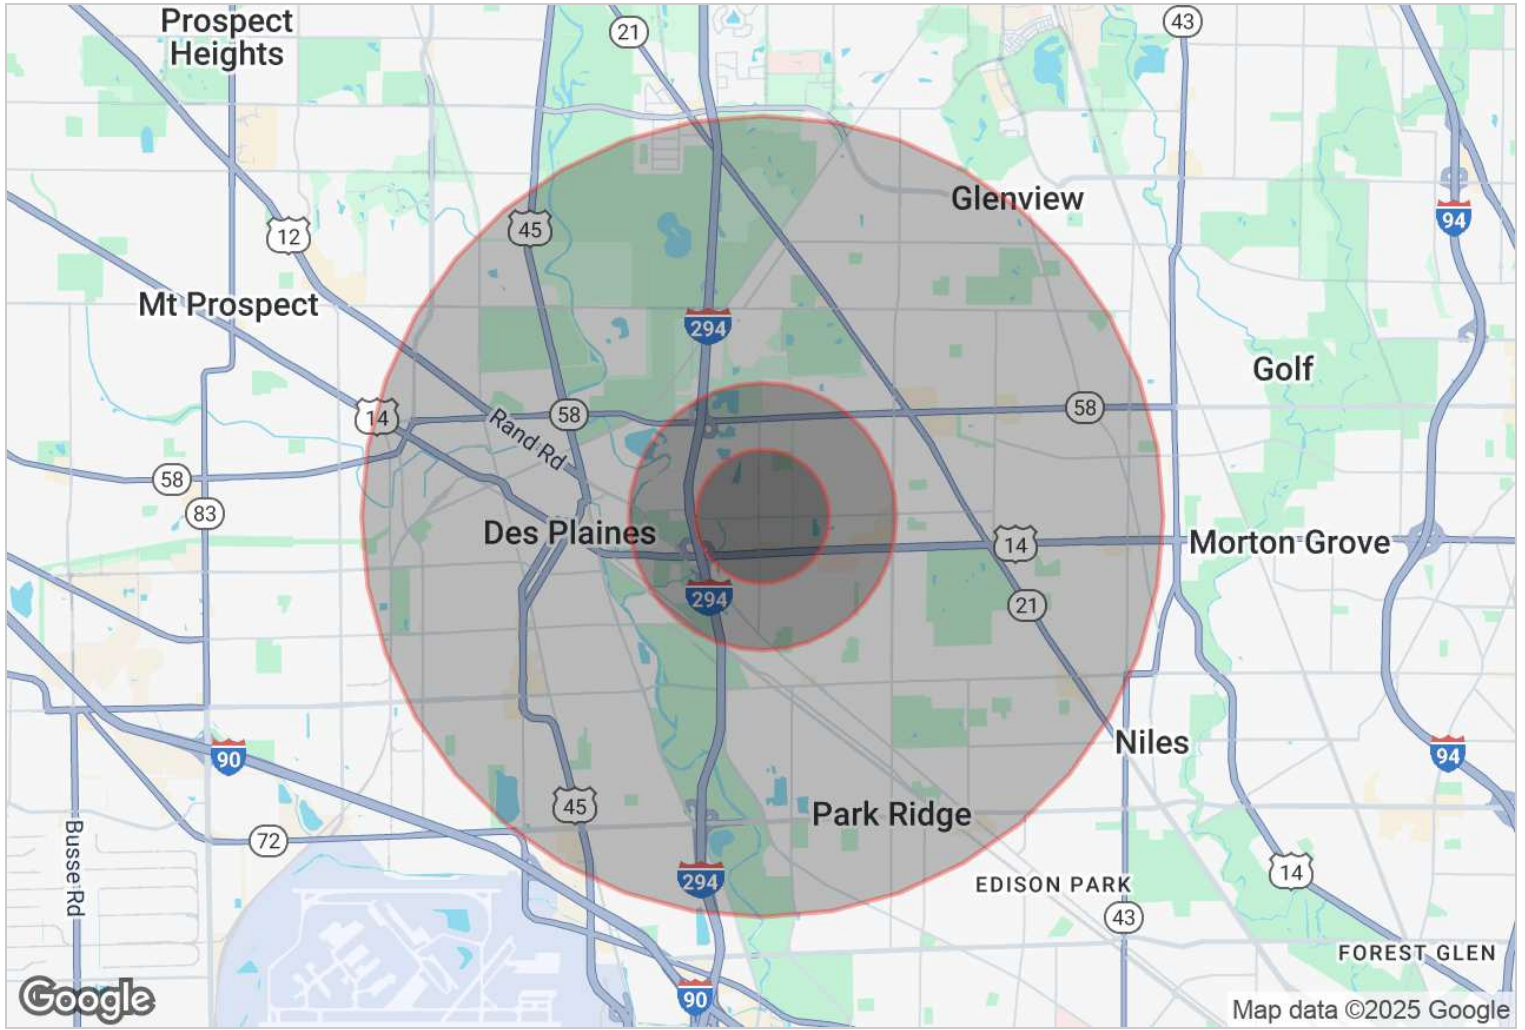 Prospect
Heights
21
43
Glenview
45
94
12
Mt Prospect
294
Golf
14
58
58
Rand Rd
58
83
Des Plaines
14
Morton Grove
294
21
Niles
90
94
45
Park Ridge
72
Busse Rd
294
14
EDISON PARK
43
FOREST GLEN
90
Google
Map data ©2025 Google